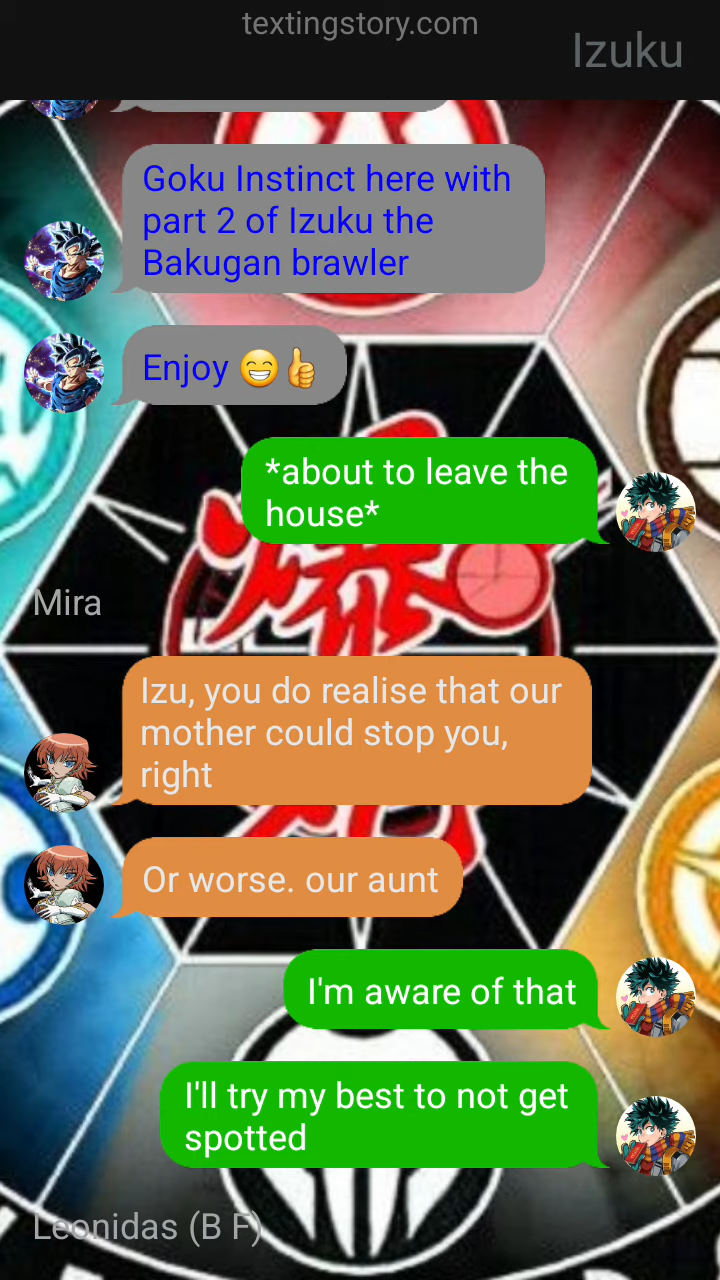 textingstory.com
Izuku
Goku Instinct here with
part 2 of Izuku the
Bakugan brawler
Enjoy 😁👍
*about to leave the
house*
Mira
Izu, you do realise that our
mother could stop you,
right
Or worse. our aunt
I'm aware of that
I'll try my best to not get
spotted
Leonidas (B F)